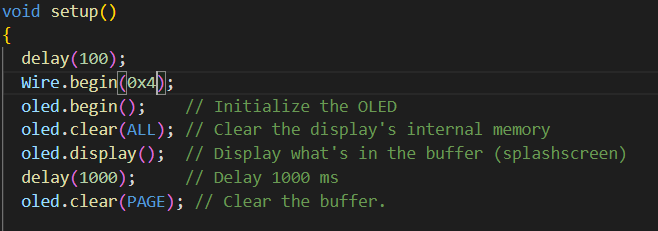 void setup()
{
  delay(100);
  Wire.begin(0x4);
  oled.begin();    // Initialize the OLED
  oled.clear(ALL); // Clear the display's internal memory
  oled.display();  // Display what's in the buffer (splashscreen)
  delay(1000);     // Delay 1000 ms
  oled.clear(PAGE); // Clear the buffer.